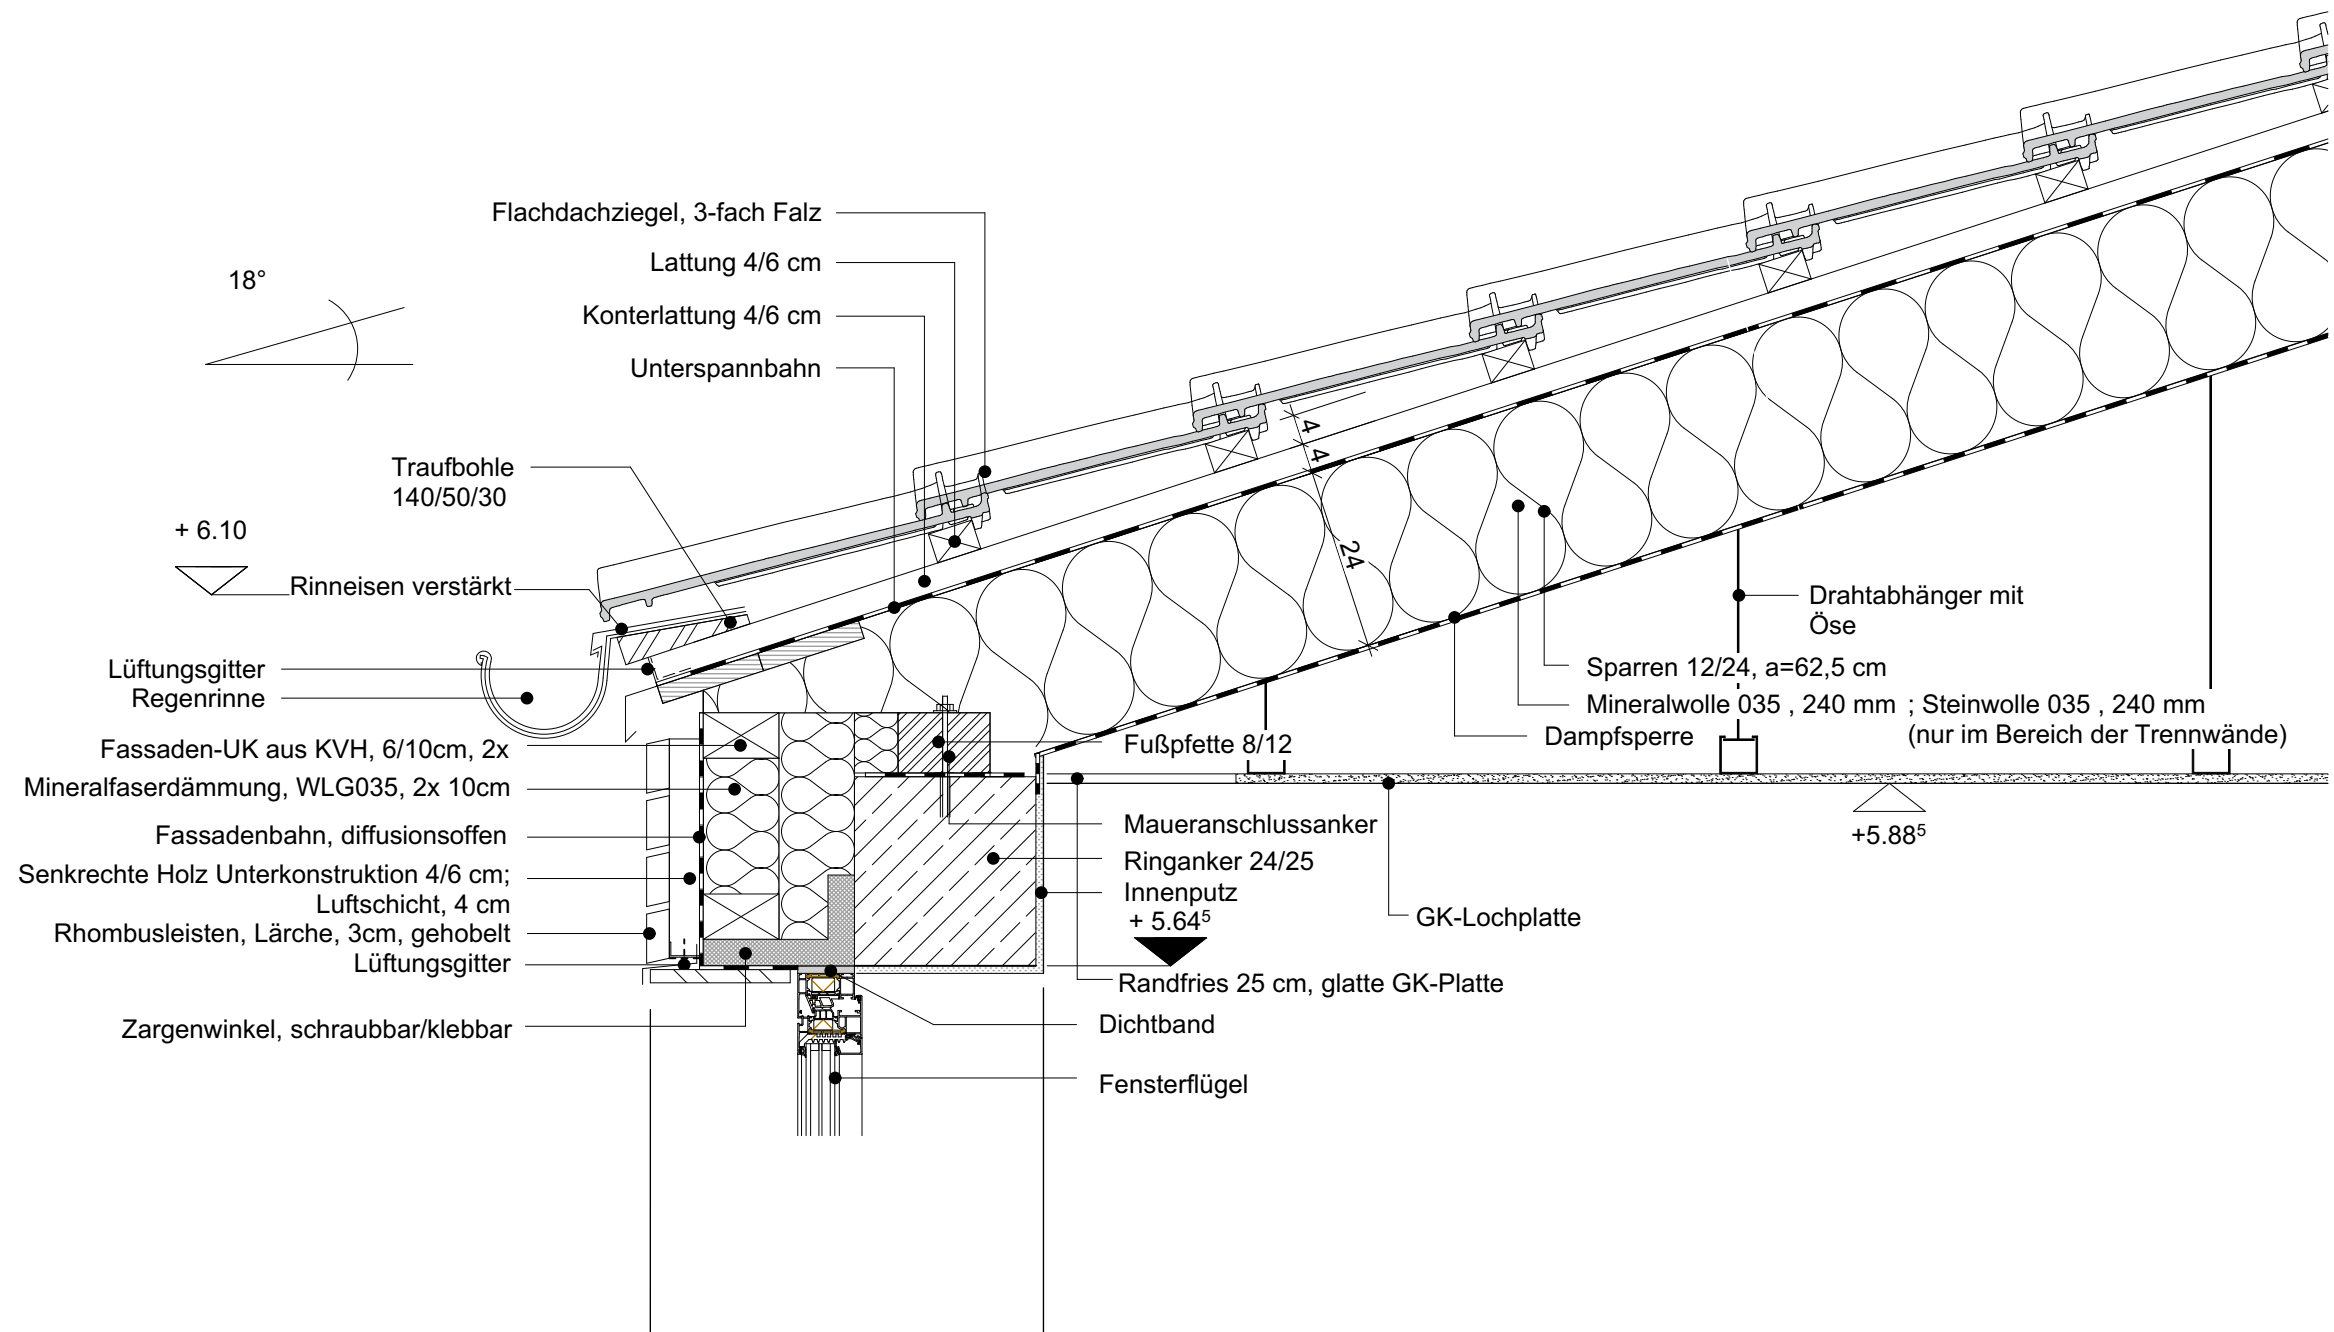 Flachdachziegel, 3-fach Falz
18°
Lattung 4/6 cm
Konterlattung 4/6 cm
Unterspannbahn
4
4
24
Traufbohle
140/50/30
+ 6.10
Rinneisen verstärkt
Lüftungsgitter
Regenrinne
Fassaden-UK aus KVH, 6/10cm, 2x
Mineralfaserdämmung, WLG035, 2x 10cm
Fassadenbahn, diffusionsoffen
Senkrechte Holz Unterkonstruktion 4/6 cm;
Luftschicht, 4 cm
Rhombusleisten, Lärche, 3cm, gehobelt
Lüftungsgitter
Zargenwinkel, schraubbar/klebbar
Drahtabhänger mit
Öse
Sparren 12/24, a=62,5 cm
Mineralwolle 035 , 240 mm ; Steinwolle 035 , 240 mm
(nur im Bereich der Trennwände)
Dampfsperre
Fußpfette 8/12
Maueranschlussanker
Ringanker 24/25
Innenputz
+ 5.64⁵
+5.88⁵
GK-Lochplatte
Randfries 25 cm, glatte GK-Platte
Dichtband
Fensterflügel